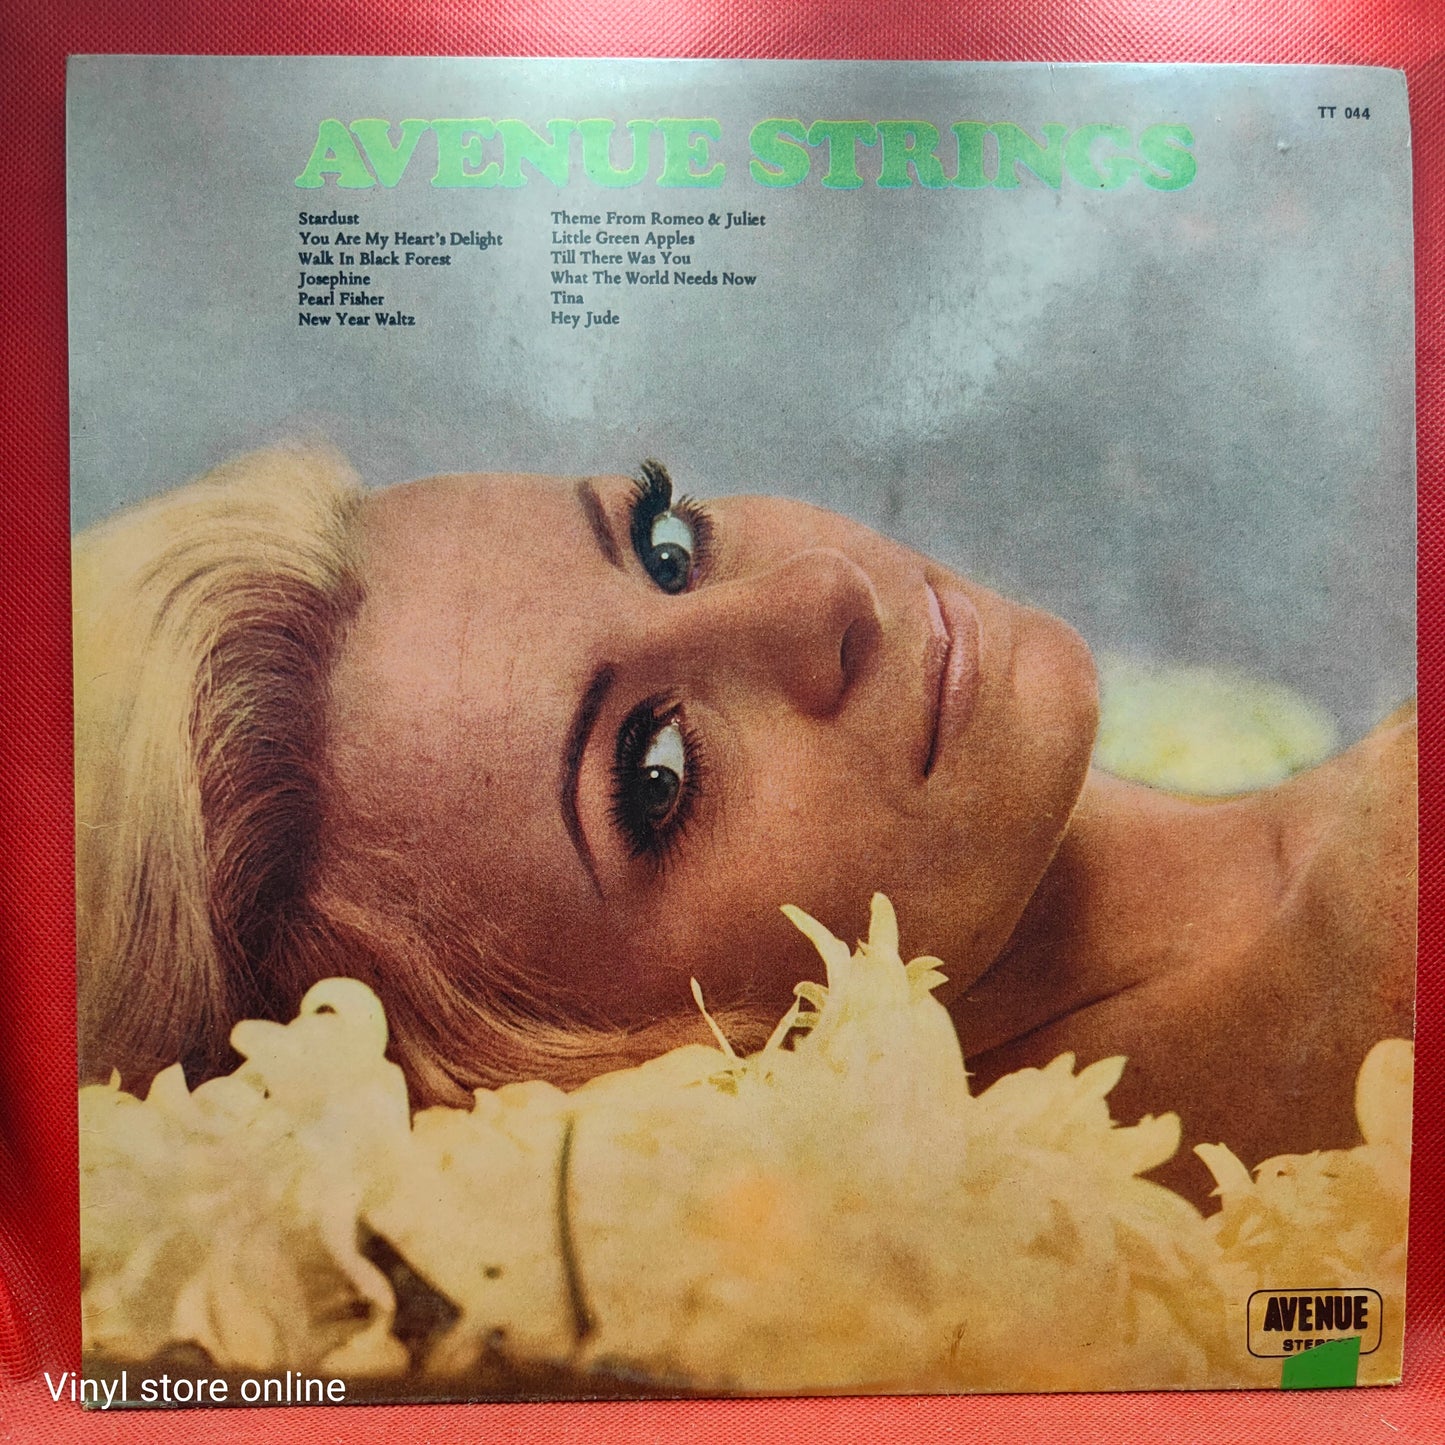 TT 044
AVENUE STRINGS
Stardust
You Are My Heart's Delight
Walk In Black Forest
Josephine
Pearl Fisher
New Year Waltz
Theme From Romeo & Juliet
Little Green Apples
Till There Was You
What The World Needs Now
Tina
Hey Jude
AVENUE
Vinyl store online